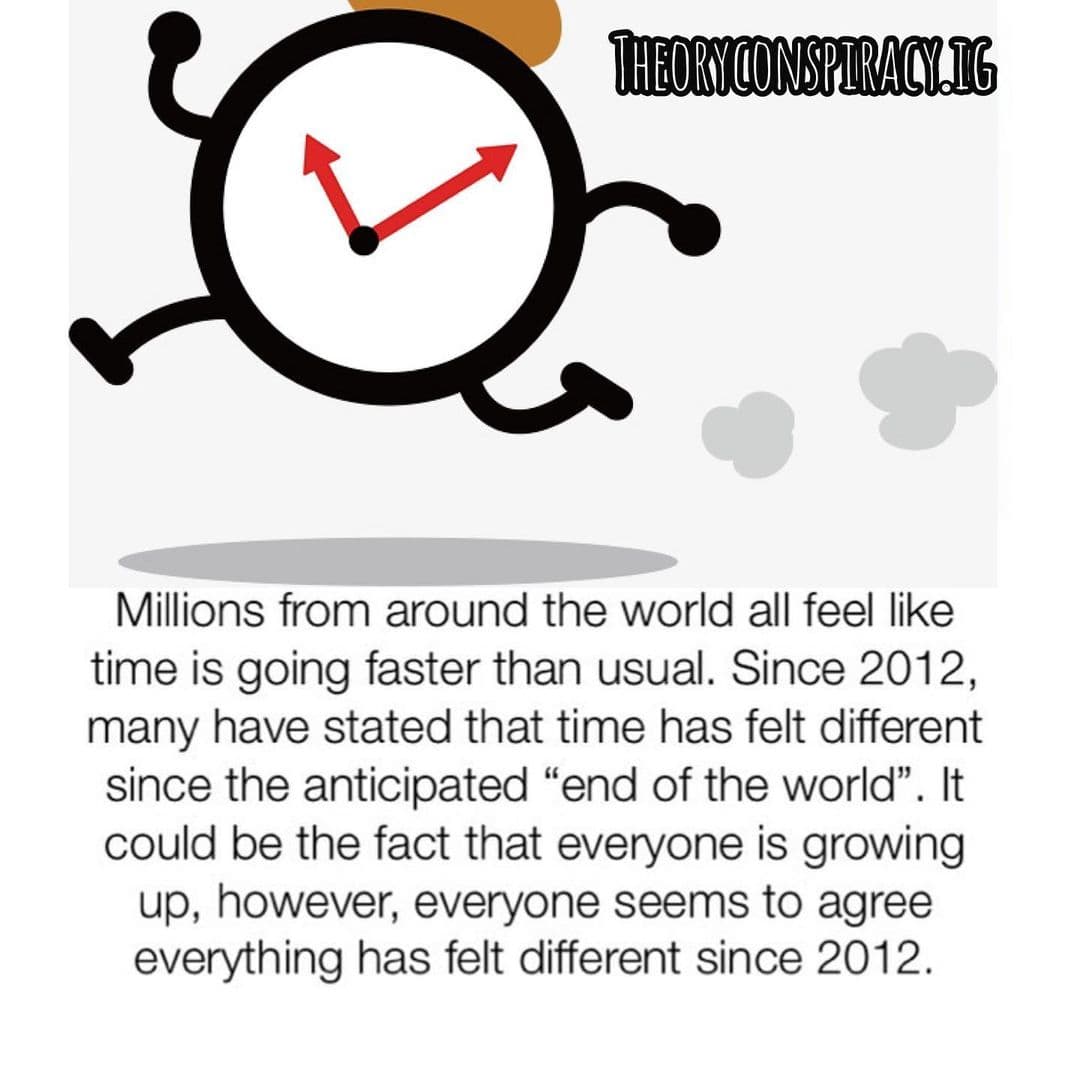 THEORYCONSPIRACY.IG
Millions from around the world all feel like
time is going faster than usual. Since 2012,
many have stated that time has felt different
since the anticipated “end of the world”. It
could be the fact that everyone is growing
up, however, everyone seems to agree
everything has felt different since 2012.